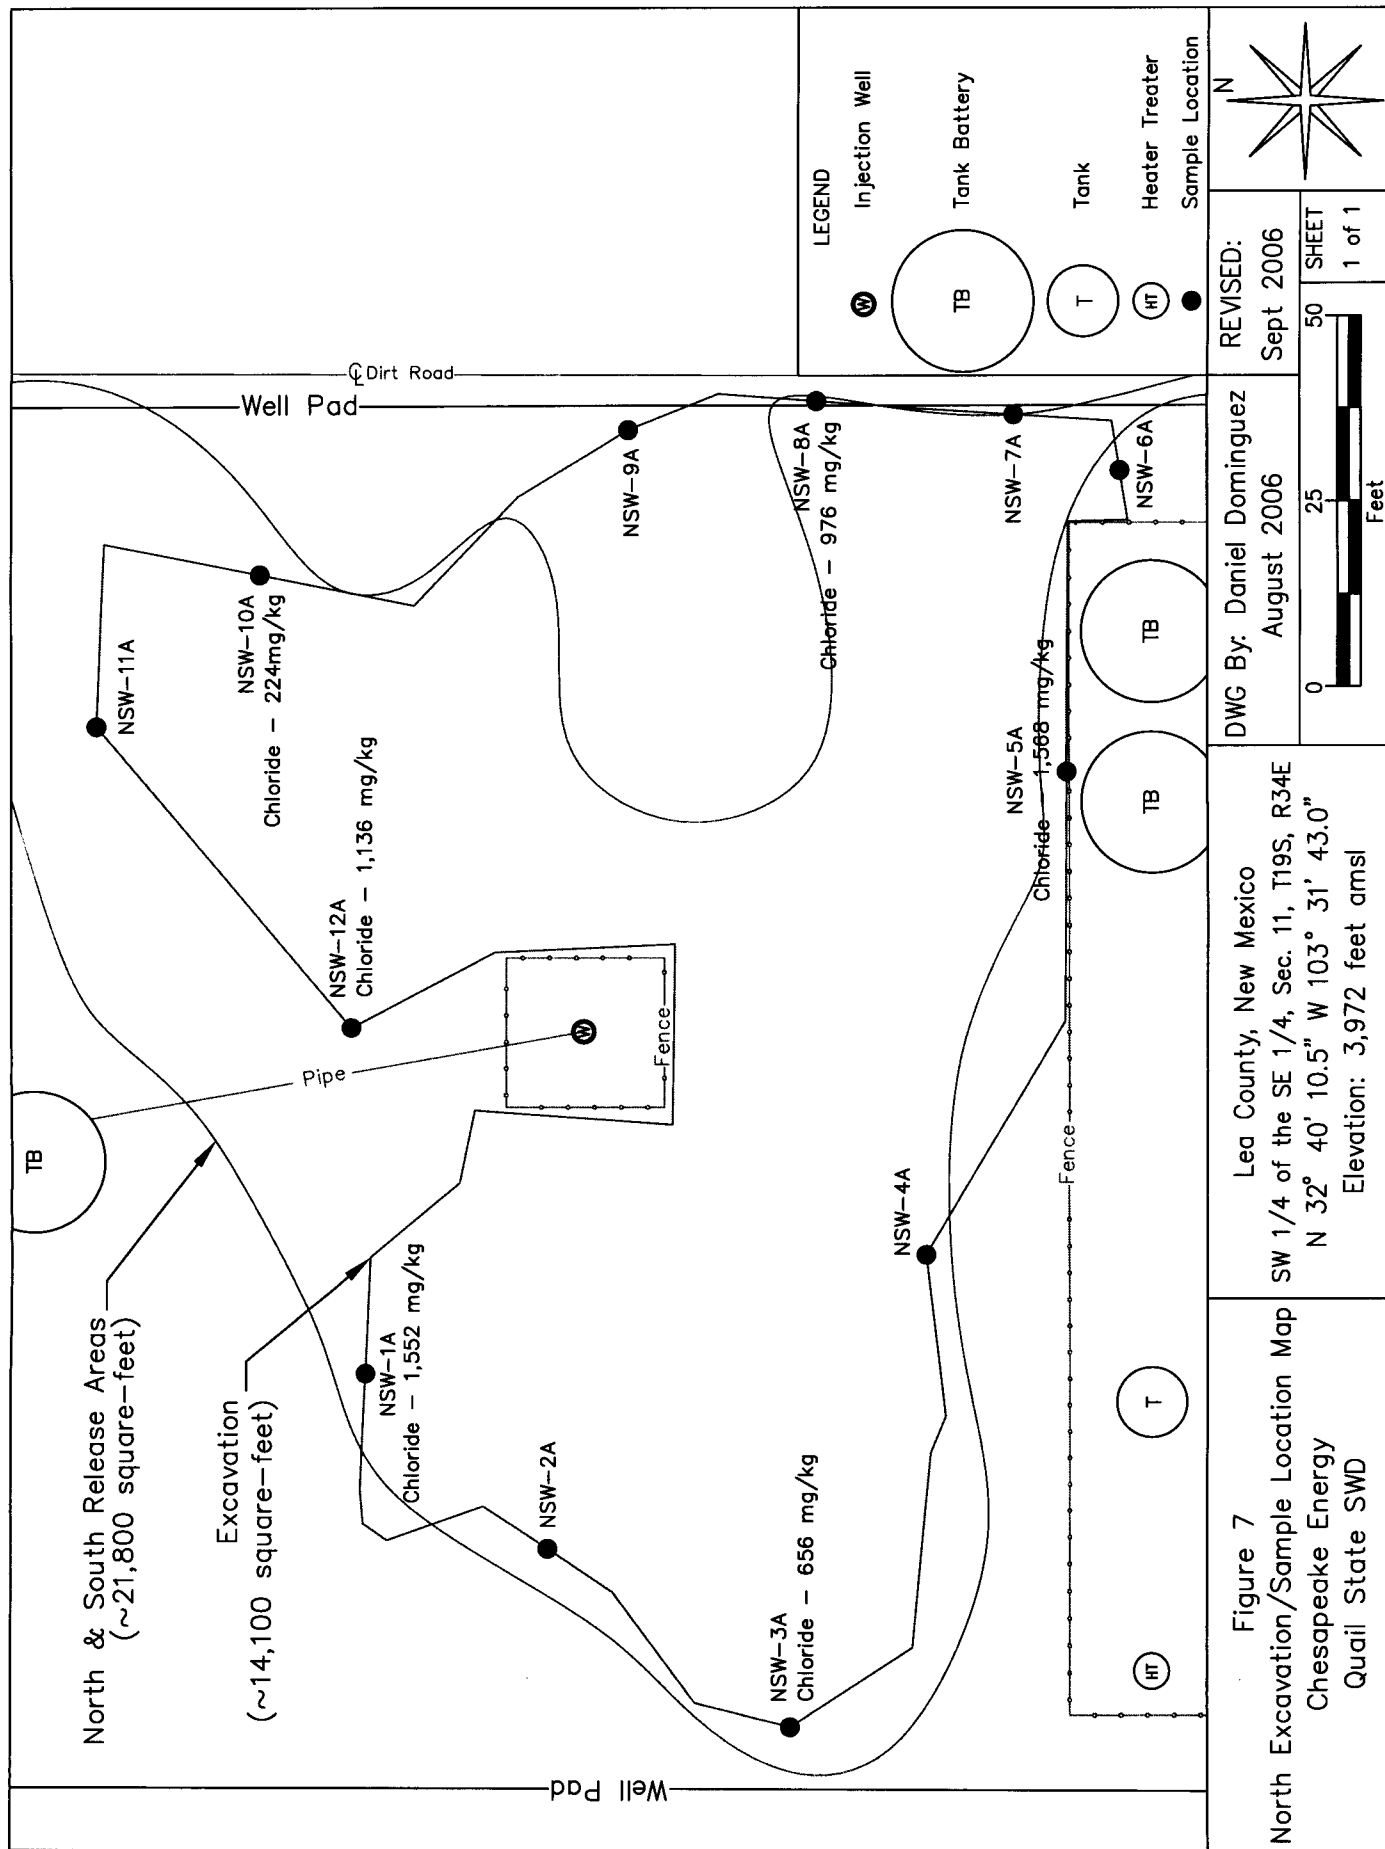 North & South Release Areas
(~21,800 square-feet)
Excavation
(~14,100 square-feet)
TB
Pipe
W
Fence
NSW-1A
Chloride - 1,552 mg/kg
NSW-2A
NSW-3A
Chloride - 656 mg/kg
NSW-4A
NSW-5A
Chloride - 1,568 mg/kg
NSW-6A
NSW-7A
NSW-8A
Chloride - 976 mg/kg
NSW-9A
NSW-10A
Chloride - 224mg/kg
NSW-11A
NSW-12A
Chloride - 1,136 mg/kg
Well Pad
Well Pad
℄ Dirt Road
Fence
HT
T
TB
TB
LEGEND
W Injection Well
TB Tank Battery
T Tank
HT Heater Treater
Sample Location
Figure 7
North Excavation/Sample Location Map
Chesapeake Energy
Quail State SWD
Lea County, New Mexico
SW 1/4 of the SE 1/4, Sec. 11, T19S, R34E
N 32° 40' 10.5" W 103° 31' 43.0"
Elevation: 3,972 feet amsl
DWG By: Daniel Dominguez
August 2006
REVISED:
Sept 2006
0 25 50
Feet
SHEET
1 of 1
N